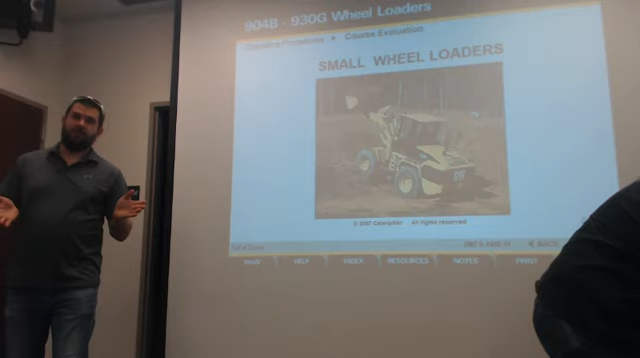 904B - 930G Wheel Loaders
Operating Procedures > Course Evaluation
SMALL WHEEL LOADERS
© 2007 Caterpillar All rights reserved
BACK
MAIN HELP INDEX RESOURCES NOTES PRINT